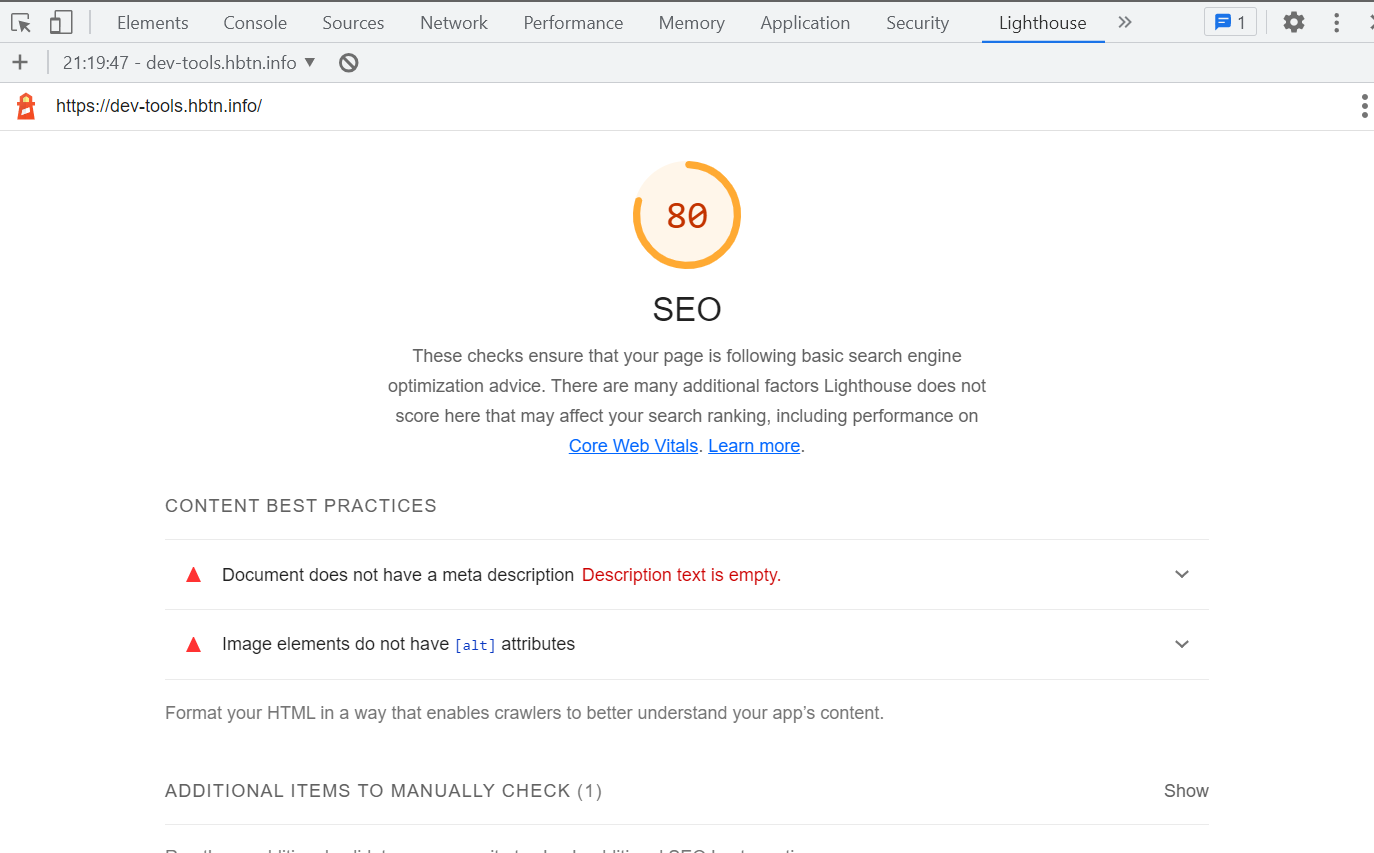 Elements Console Sources Network Performance Memory Application Security Lighthouse 1
21:19:47 - dev-tools.hbtn.info
https://dev-tools.hbtn.info/
80
SEO
These checks ensure that your page is following basic search engine
optimization advice. There are many additional factors Lighthouse does not
score here that may affect your search ranking, including performance on
Core Web Vitals. Learn more.
CONTENT BEST PRACTICES
Document does not have a meta description Description text is empty.
Image elements do not have [alt] attributes
Format your HTML in a way that enables crawlers to better understand your app’s content.
ADDITIONAL ITEMS TO MANUALLY CHECK (1) Show